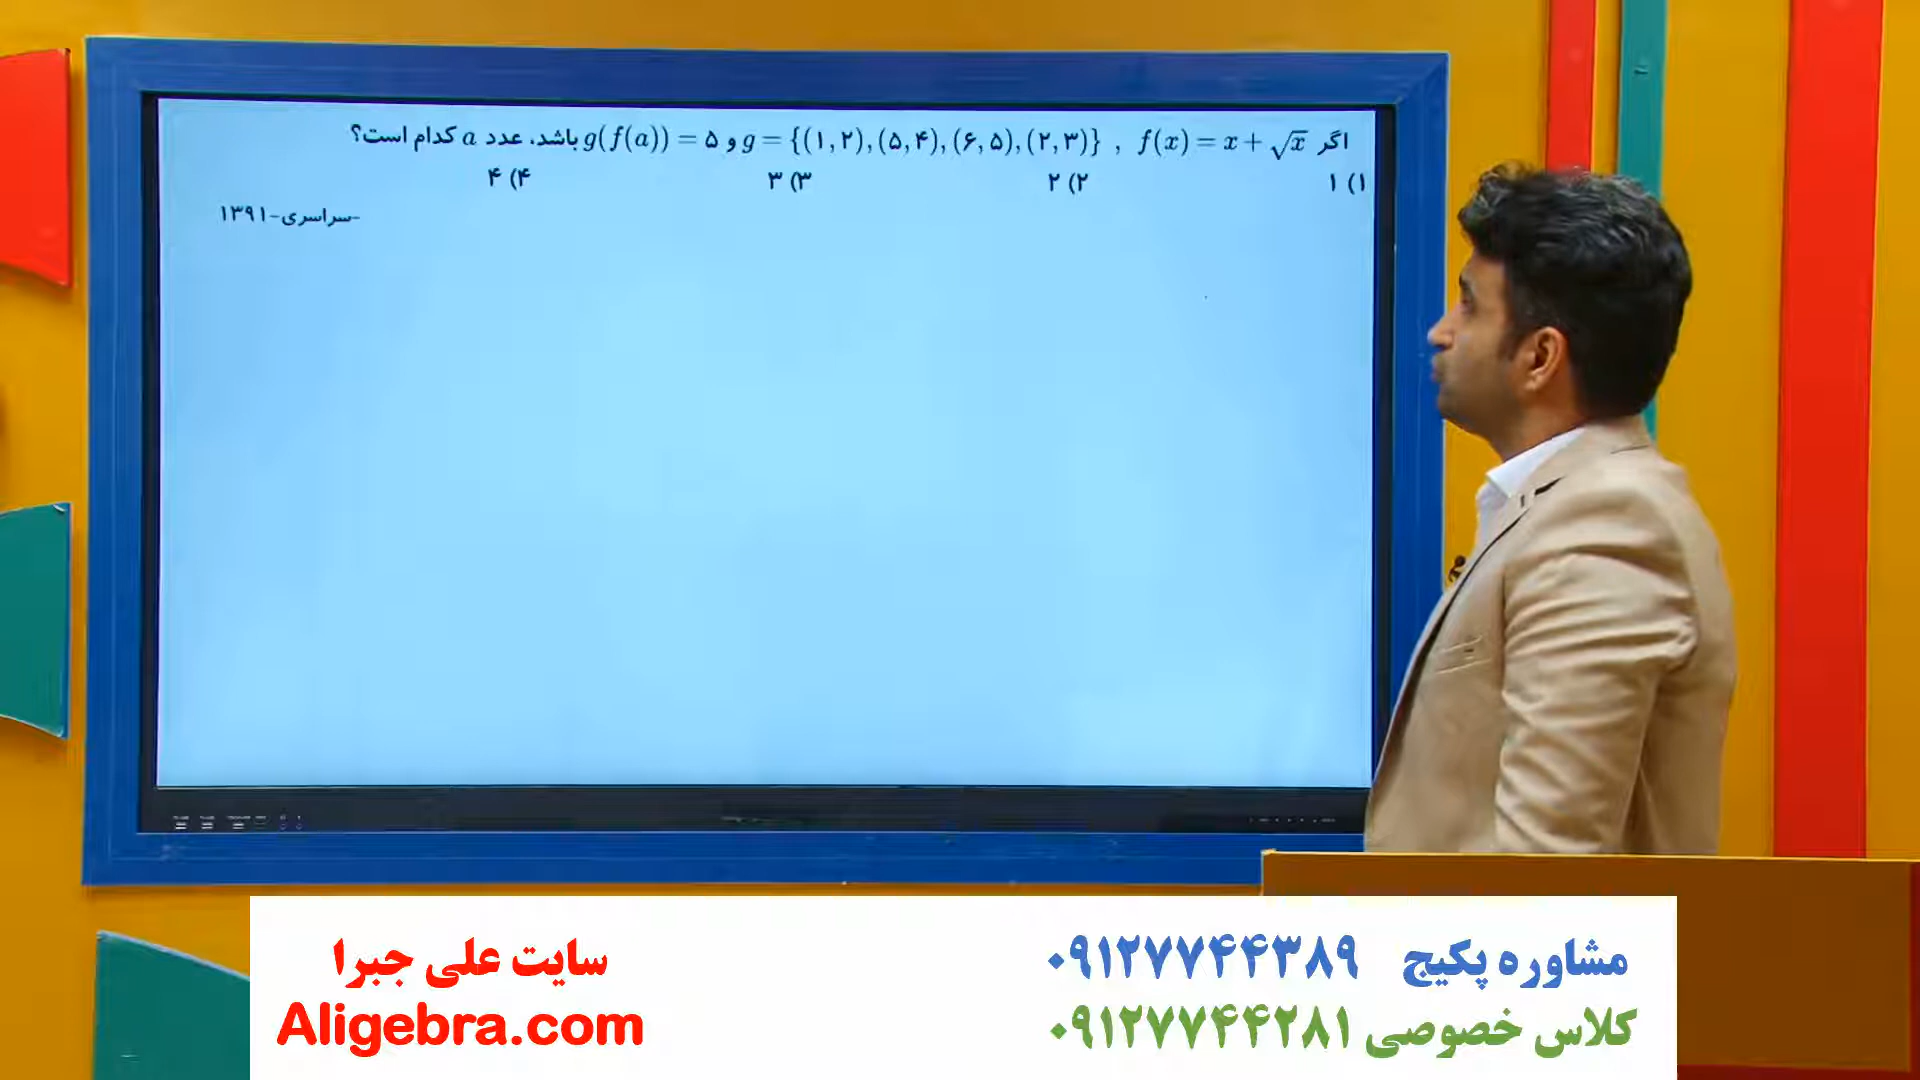 اگر f(x) = x + √x , g = {(۱, ۲), (۵, ۴), (۶, ۵), (۲, ۳)} و g(f(a)) = ۵ باشد، عدد a کدام است؟
۱) ۱ ۲) ۲ ۳) ۳ ۴) ۴
-سراسری-۱۳۹۱
مشاوره پکیج ۰۹۱۲۷۷۴۴۳۸۹
کلاس خصوصی ۰۹۱۲۷۷۴۴۲۸۱
سایت علی جبرا
Aligebra.com